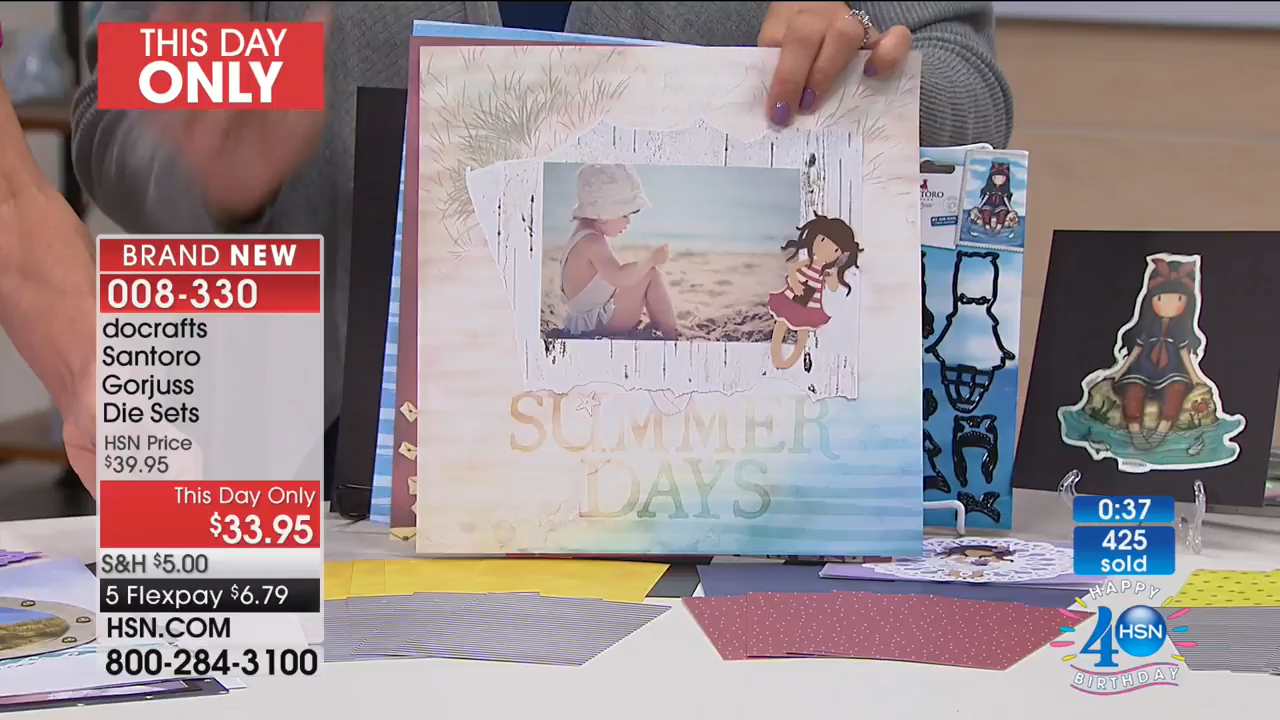 THIS DAY
ONLY
BRAND NEW
008-330
docrafts
Santoro
Gorjuss
Die Sets
HSN Price
$39.95
This Day Only
$33.95
S&H $5.00
5 Flexpay $6.79
HSN.COM
800-284-3100
SUMMER
DAYS
0:37
425
sold
HAPPY
40
HSN
BIRTHDAY